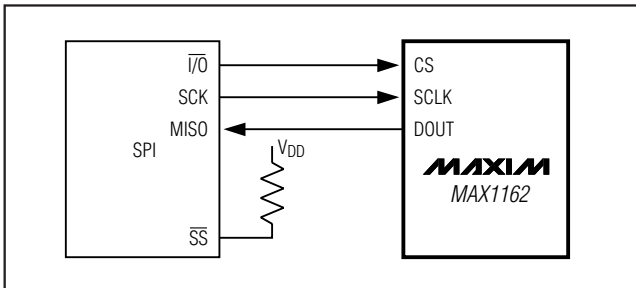 I/O
CS
SCK
SCLK
MISO
DOUT
VDD
SPI
MAXIM
MAX1162
SS